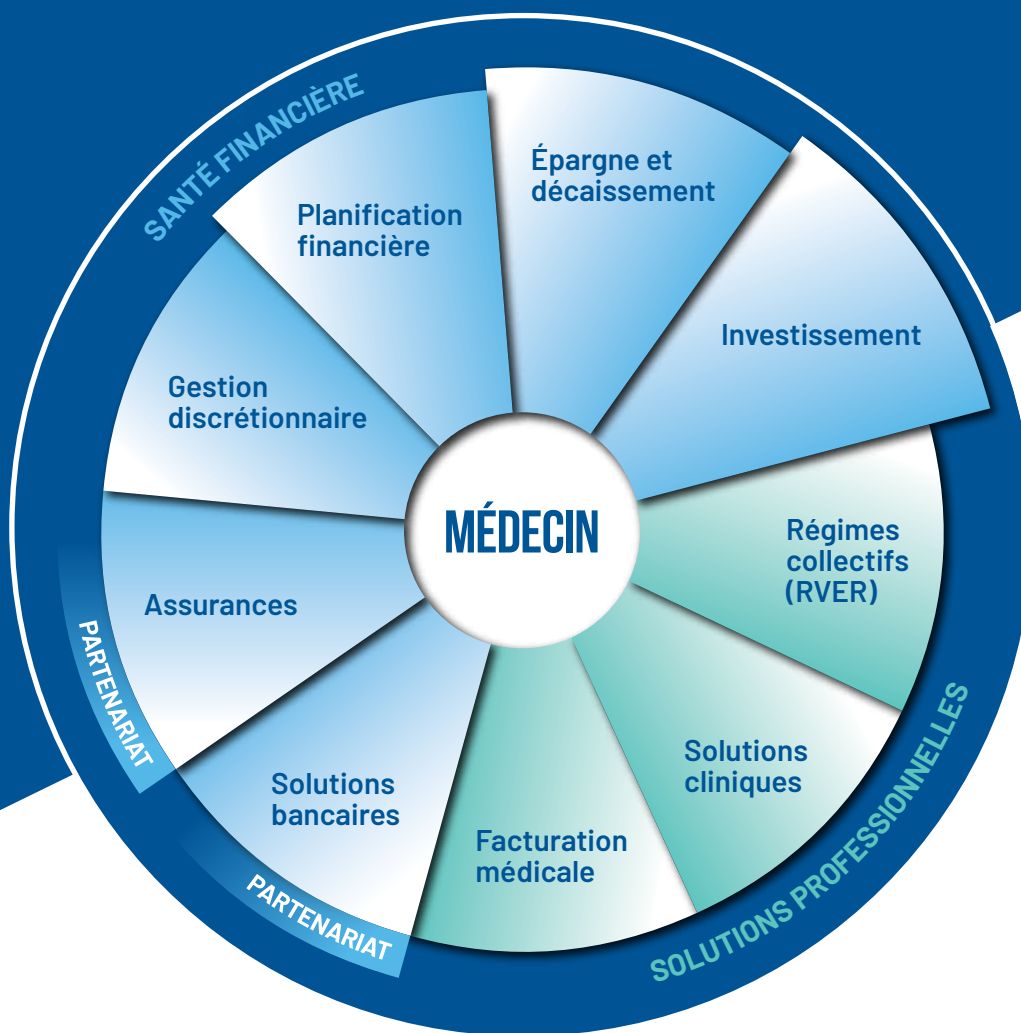 SANTÉ FINANCIÈRE
Épargne et
décaissement
Planification
financière
Investissement
Gestion
discrétionnaire
MÉDECIN
Régimes
collectifs
(RVER)
Assurances
PARTENARIAT
Solutions
cliniques
Solutions
bancaires
Facturation
médicale
PARTENARIAT
SOLUTIONS PROFESSIONNELLES